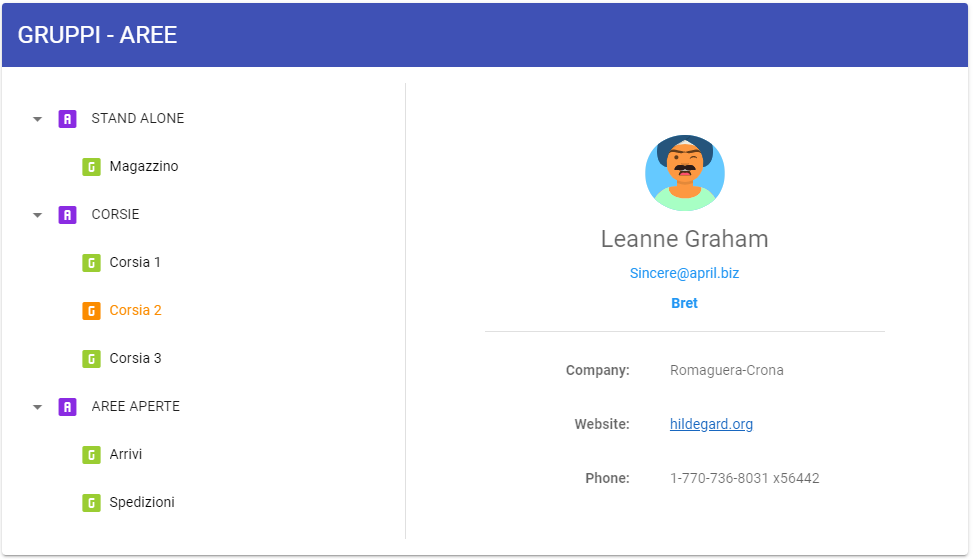 GRUPPI - AREE
A STAND ALONE
G Magazzino
A CORSIE
G Corsia 1
G Corsia 2
G Corsia 3
A AREE APERTE
G Arrivi
G Spedizioni
Leanne Graham
Sincere@april.biz
Bret
Company: Romaguera-Crona
Website: hildegard.org
Phone: 1-770-736-8031 x56442